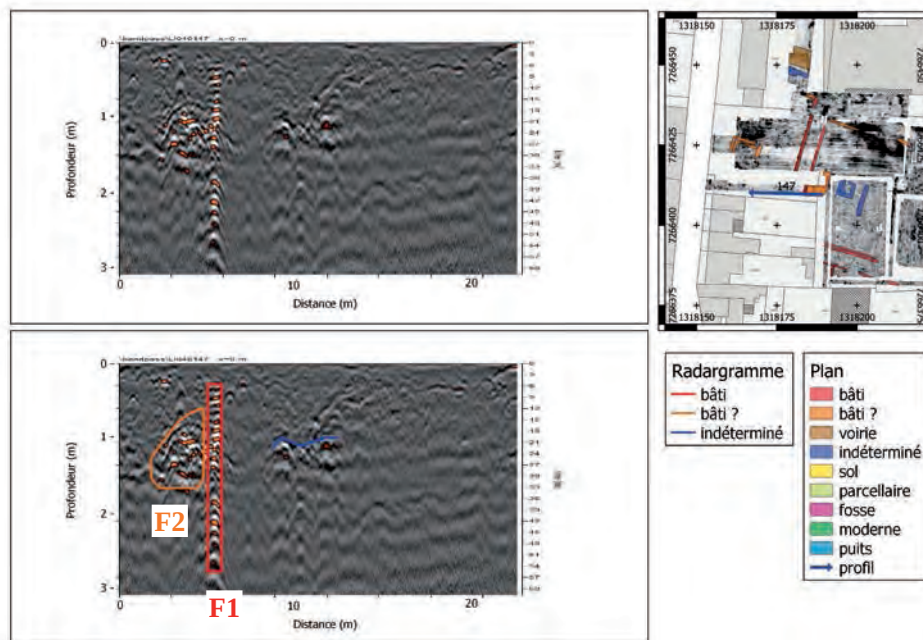 0
1
2
3
Profondeur (m)
0
10
20
Distance (m)
0
1
2
3
Profondeur (m)
F2
F1
0
10
20
Distance (m)
1318150
1318175
1318200
7266450
7266425
7266400
7266375
147
1318150
1318175
1318200
Radargramme
bâti
bâti ?
indéterminé
Plan
bâti
bâti ?
voirie
indéterminé
sol
parcellaire
fosse
moderne
puits
profil